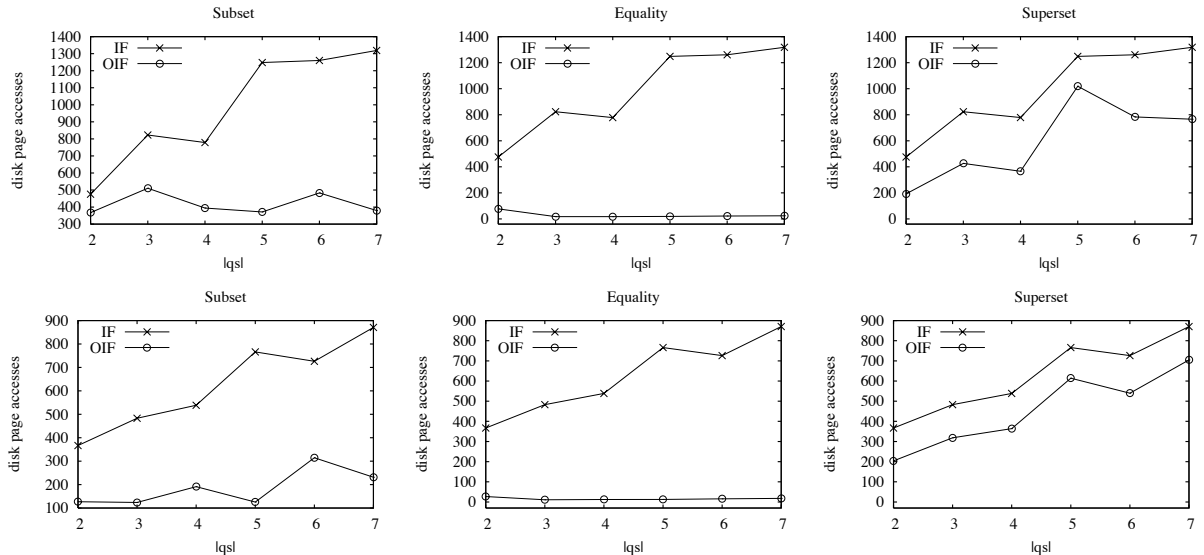 Subset
1400
1300
1200
1100
1000
900
800
700
600
500
400
300
disk page accesses
IF
OIF
2 3 4 5 6 7
|qs|
Equality
1400
1200
1000
800
600
400
200
0
disk page accesses
IF
OIF
2 3 4 5 6 7
|qs|
Superset
1400
1200
1000
800
600
400
200
0
disk page accesses
IF
OIF
2 3 4 5 6 7
|qs|
Subset
900
800
700
600
500
400
300
200
100
disk page accesses
IF
OIF
2 3 4 5 6 7
|qs|
Equality
900
800
700
600
500
400
300
200
100
0
disk page accesses
IF
OIF
2 3 4 5 6 7
|qs|
Superset
900
800
700
600
500
400
300
200
100
0
disk page accesses
IF
OIF
2 3 4 5 6 7
|qs|